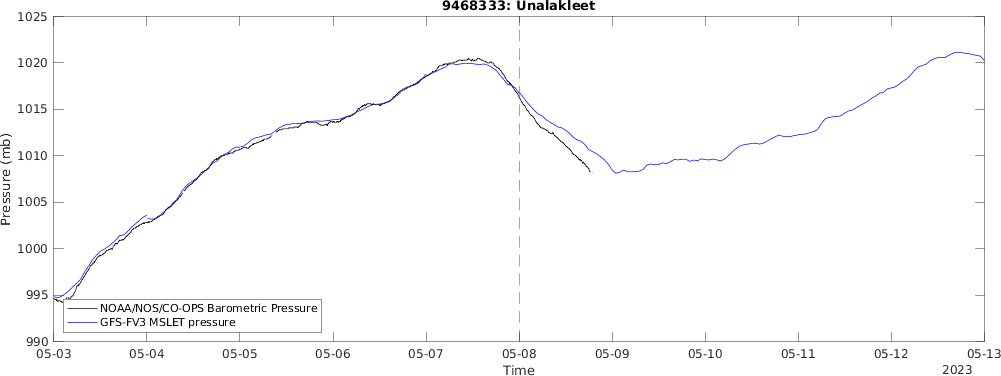 9468333: Unalakleet
1025
1020
1015
1010
1005
1000
995
990
Pressure (mb)
NOAA/NOS/CO-OPS Barometric Pressure
GFS-FV3 MSLET pressure
05-03 05-04 05-05 05-06 05-07 05-08 05-09 05-10 05-11 05-12 05-13
Time
2023